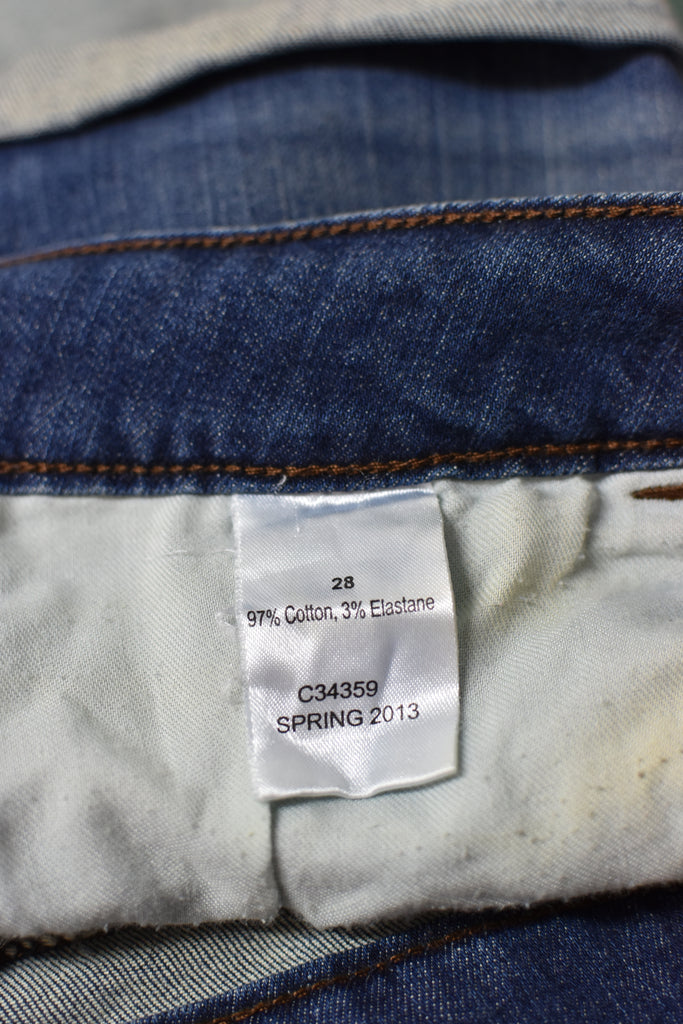 28
97% Cotton, 3% Elastane
C34359
SPRING 2013